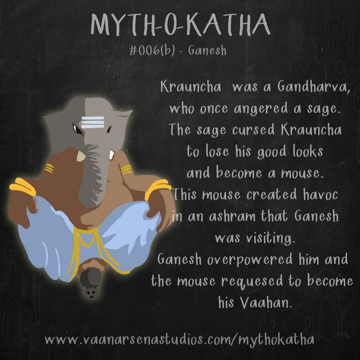 MYTH-O-KATHA
#006(b) - Ganesh
Krauncha was a Gandharva,
who once angered a sage.
The sage cursed Krauncha
to lose his good looks
and become a mouse.
This mouse created havoc
in an ashram that Ganesh
was visiting.
Ganesh overpowered him and
the mouse requesed to become
his Vaahan.
www.vaanarsenastudios.com/mythokatha